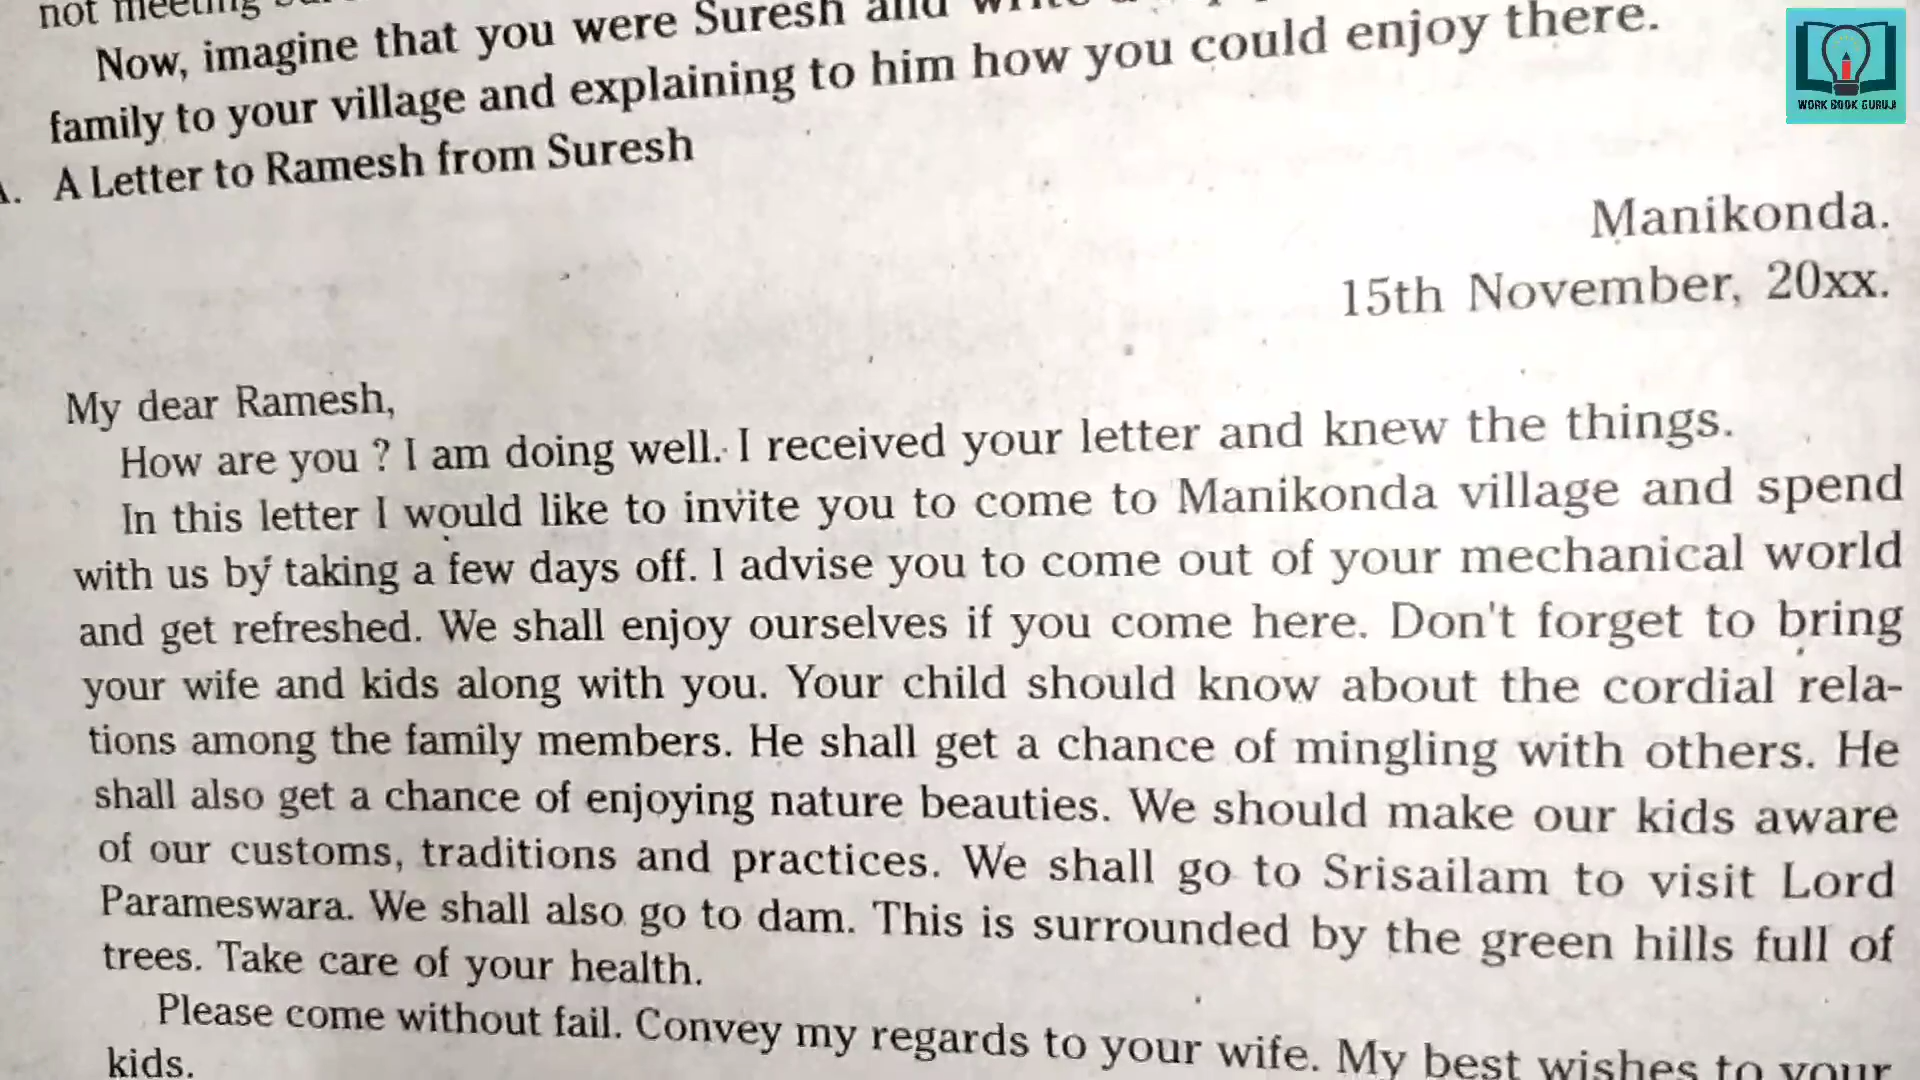 not meeting
Now, imagine that you were Suresh and
family to your village and explaining to him how you could enjoy there.
A Letter to Ramesh from Suresh
Manikonda.
15th November, 20xx.
My dear Ramesh,
How are you ? I am doing well. I received your letter and knew the things.
In this letter I would like to invite you to come to Manikonda village and spend
with us by taking a few days off. I advise you to come out of your mechanical world
and get refreshed. We shall enjoy ourselves if you come here. Don't forget to bring
your wife and kids along with you. Your child should know about the cordial rela-
tions among the family members. He shall get a chance of mingling with others. He
shall also get a chance of enjoying nature beauties. We should make our kids aware
of our customs, traditions and practices. We shall go to Srisailam to visit Lord
Parameswara. We shall also go to dam. This is surrounded by the green hills full of
trees. Take care of your health.
Please come without fail. Convey my regards to your wife. My best wishes to your
kids.
WORK BOOK GURUJI